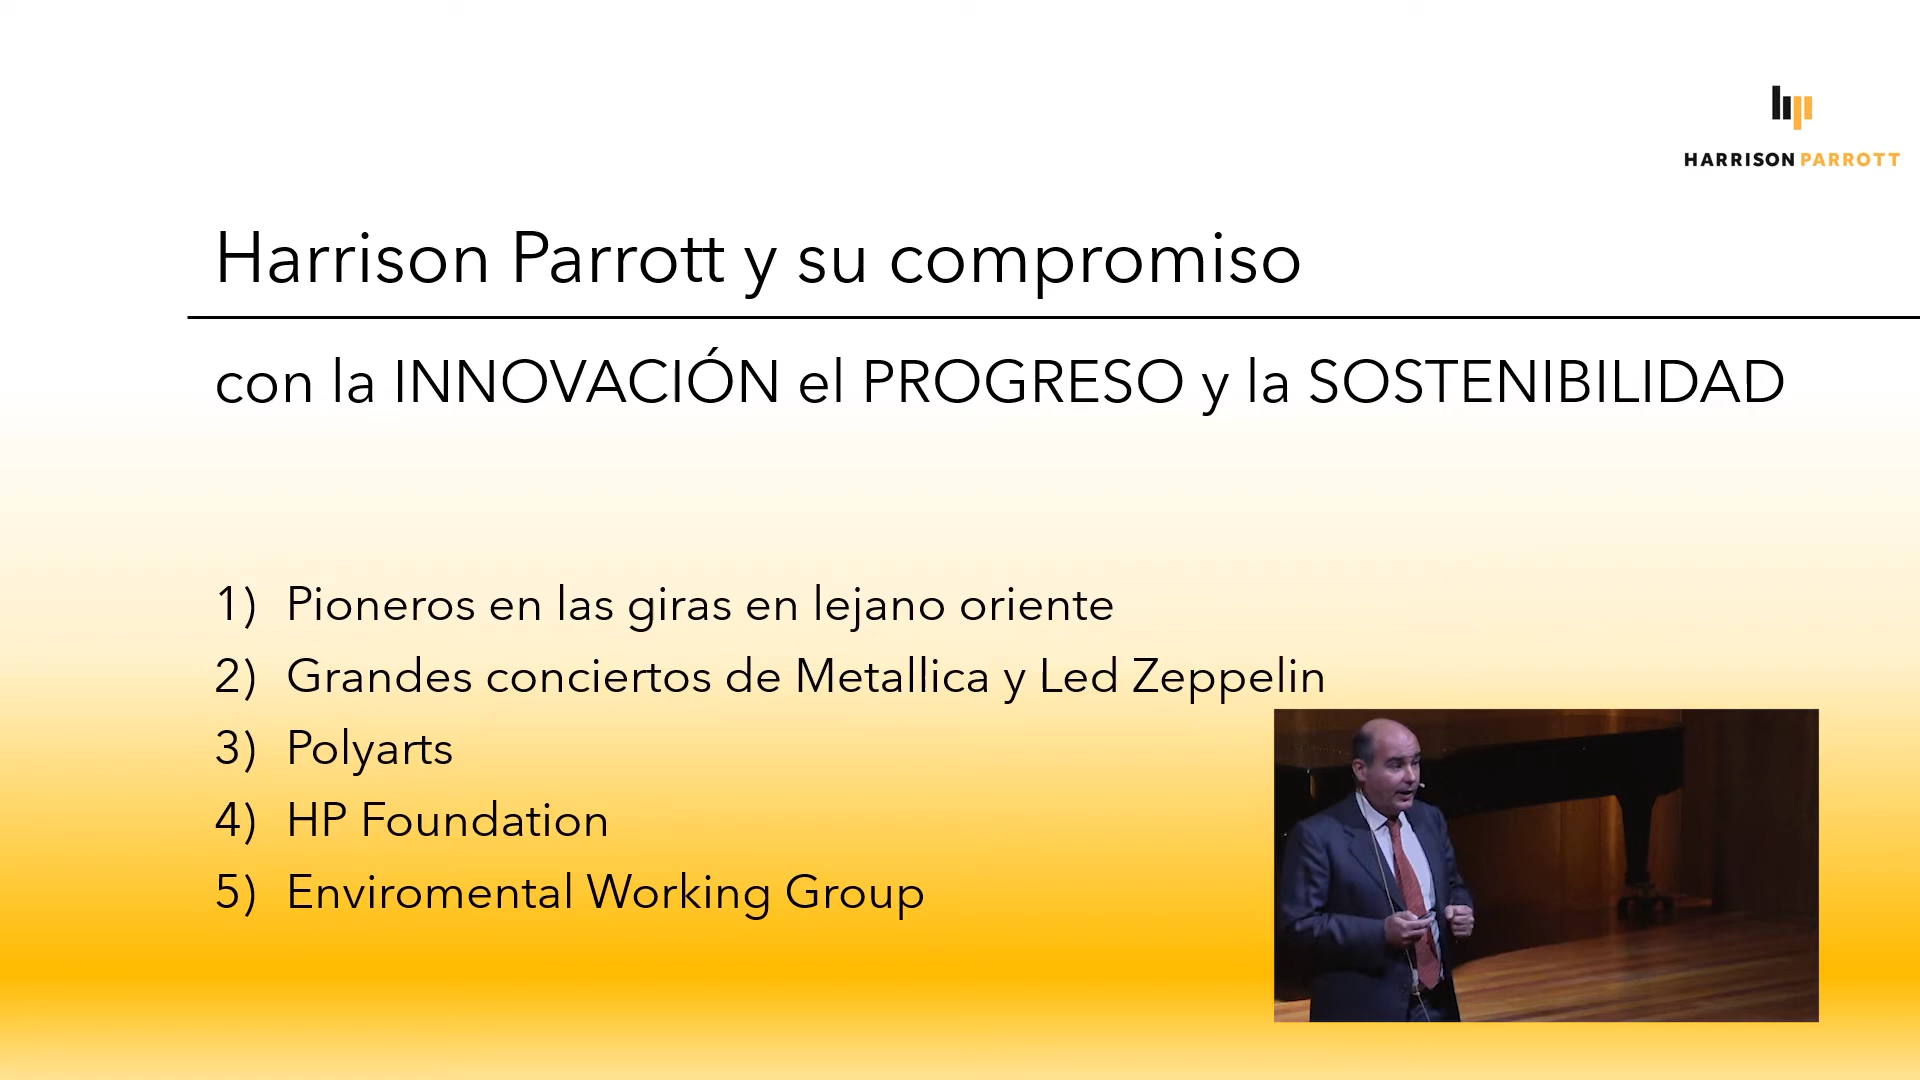 HARRISON PARROTT
Harrison Parrott y su compromiso
con la INNOVACIÓN el PROGRESO y la SOSTENIBILIDAD
1) Pioneros en las giras en lejano oriente
2) Grandes conciertos de Metallica y Led Zeppelin
3) Polyarts
4) HP Foundation
5) Enviromental Working Group